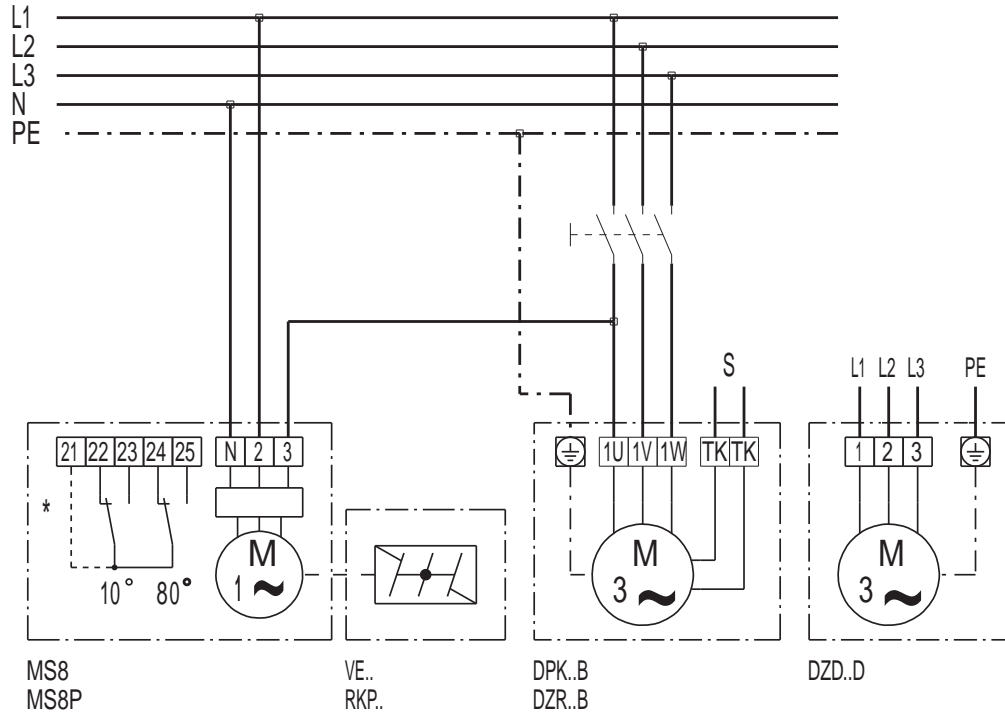 L1
L2
L3
N
PE
S
L1 L2 L3 PE
21 22 23 24 25 N 2 3 1U 1V 1W TK TK 1 2 3
*
10° 80°
M
1 ~
M
3 ~
M
3 ~
MS8
MS8P
VE..
RKP..
DPK..B
DZR..B
DZD..D